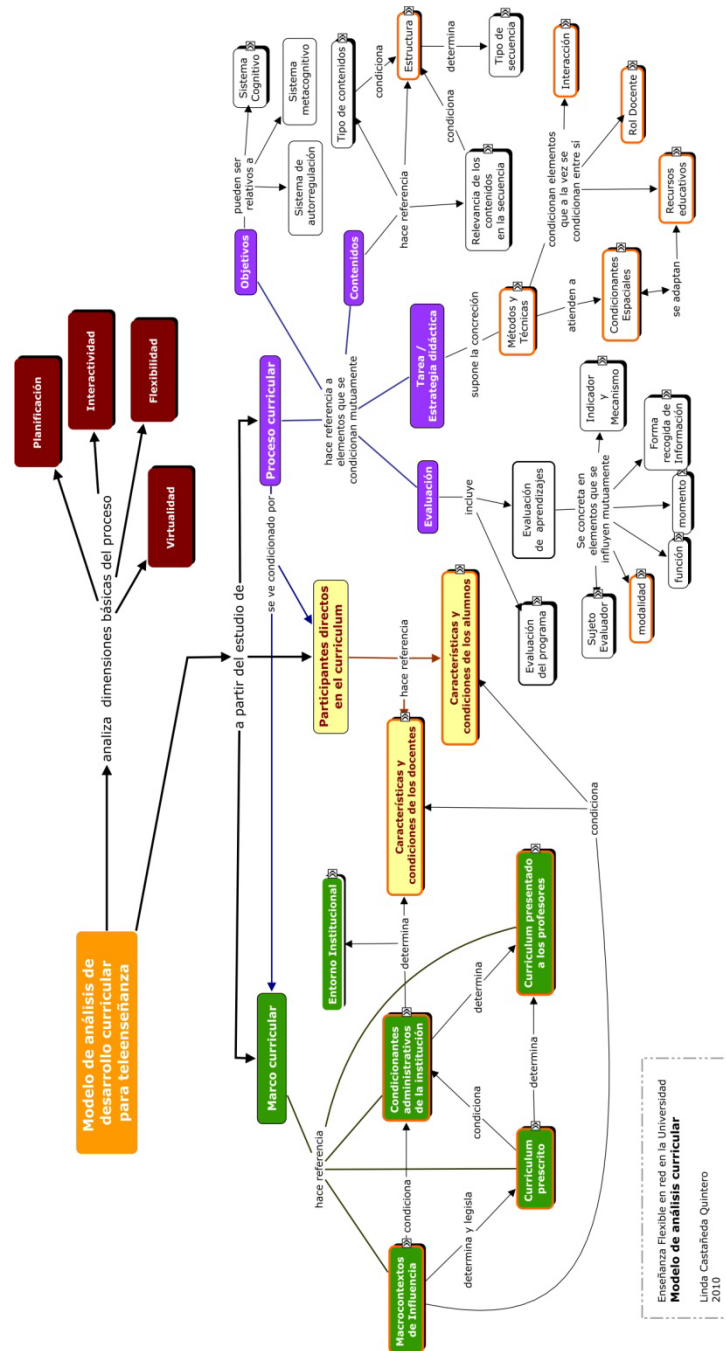 Modelo de análisis de
desarrollo curricular
para teleenseñanza
analiza dimensiones básicas del proceso
Planificación
Interactividad
Flexibilidad
Virtualidad
a partir del estudio de
Marco curricular
Participantes directos
en el curriculum
Proceso curricular
se ve condicionado por
hace referencia
Macrocontextos
de Influencia
condiciona
Condicionantes
administrativos
de la institución
determina y legisla
Curriculum
prescrito
condiciona
determina
Curriculum presentado
a los profesores
determina
determina
Entorno Institucional
Características y
condiciones de los docentes
hace referencia
Características y
condiciones de los alumnos
condiciona
hace referencia a
elementos que se
condicionan mutuamente
Objetivos
pueden ser
relativos a
Sistema
Cognitivo
Sistema
metacognitivo
Sistema de
autorregulación
Contenidos
hace referencia
Tipo de contenidos
condiciona
Estructura
determina
Tipo de
secuencia
condiciona
Relevancia de los
contenidos
en la secuencia
Tarea /
Estrategia didáctica
supone la concreción
Métodos y
Técnicas
condicionan elementos
que a la vez se
condicionan entre sí
Interacción
Rol Docente
Recursos
educativos
atienden a
Condicionantes
Espaciales
se adaptan
Evaluación
incluye
Evaluación
del programa
Evaluación
de aprendizajes
Se concreta en
elementos que se
influyen mutuamente
Sujeto
Evaluador
modalidad
función
momento
Forma
recogida de
Información
Indicador
y
Mecanismo
Enseñanza Flexible en red en la Universidad
Modelo de análisis curricular
Linda Castañeda Quintero
2010